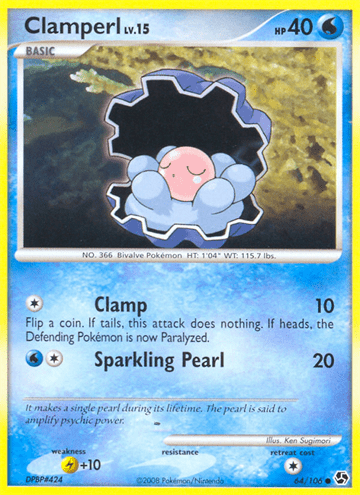 Clamperl LV.15 HP 40
BASIC
NO. 366 Bivalve Pokémon HT: 1'04" WT: 115.7 lbs.
Clamp 10
Flip a coin. If tails, this attack does nothing. If heads, the
Defending Pokémon is now Paralyzed.
Sparkling Pearl 20
It makes a single pearl during its lifetime. The pearl is said to
amplify psychic power.
Illus. Ken Sugimori
weakness resistance retreat cost
+10
DPBP#424 ©2008 Pokémon/Nintendo 64/106